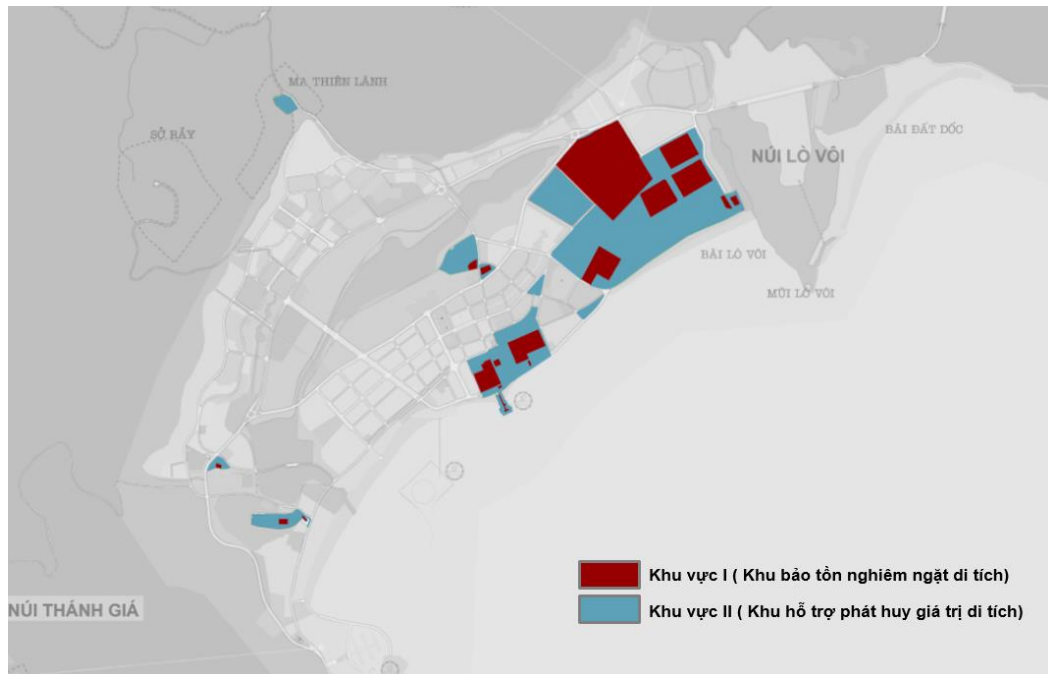 MA THIÊN LÃNH
SỞ RẪY
BÃI ĐẤT DỐC
NÚI LÒ VÔI
BÃI LÒ VÔI
MŨI LÒ VÔI
Khu vực I ( Khu bảo tồn nghiêm ngặt di tích)
Khu vực II ( Khu hỗ trợ phát huy giá trị di tích)
NÚI THÁNH GIÁ